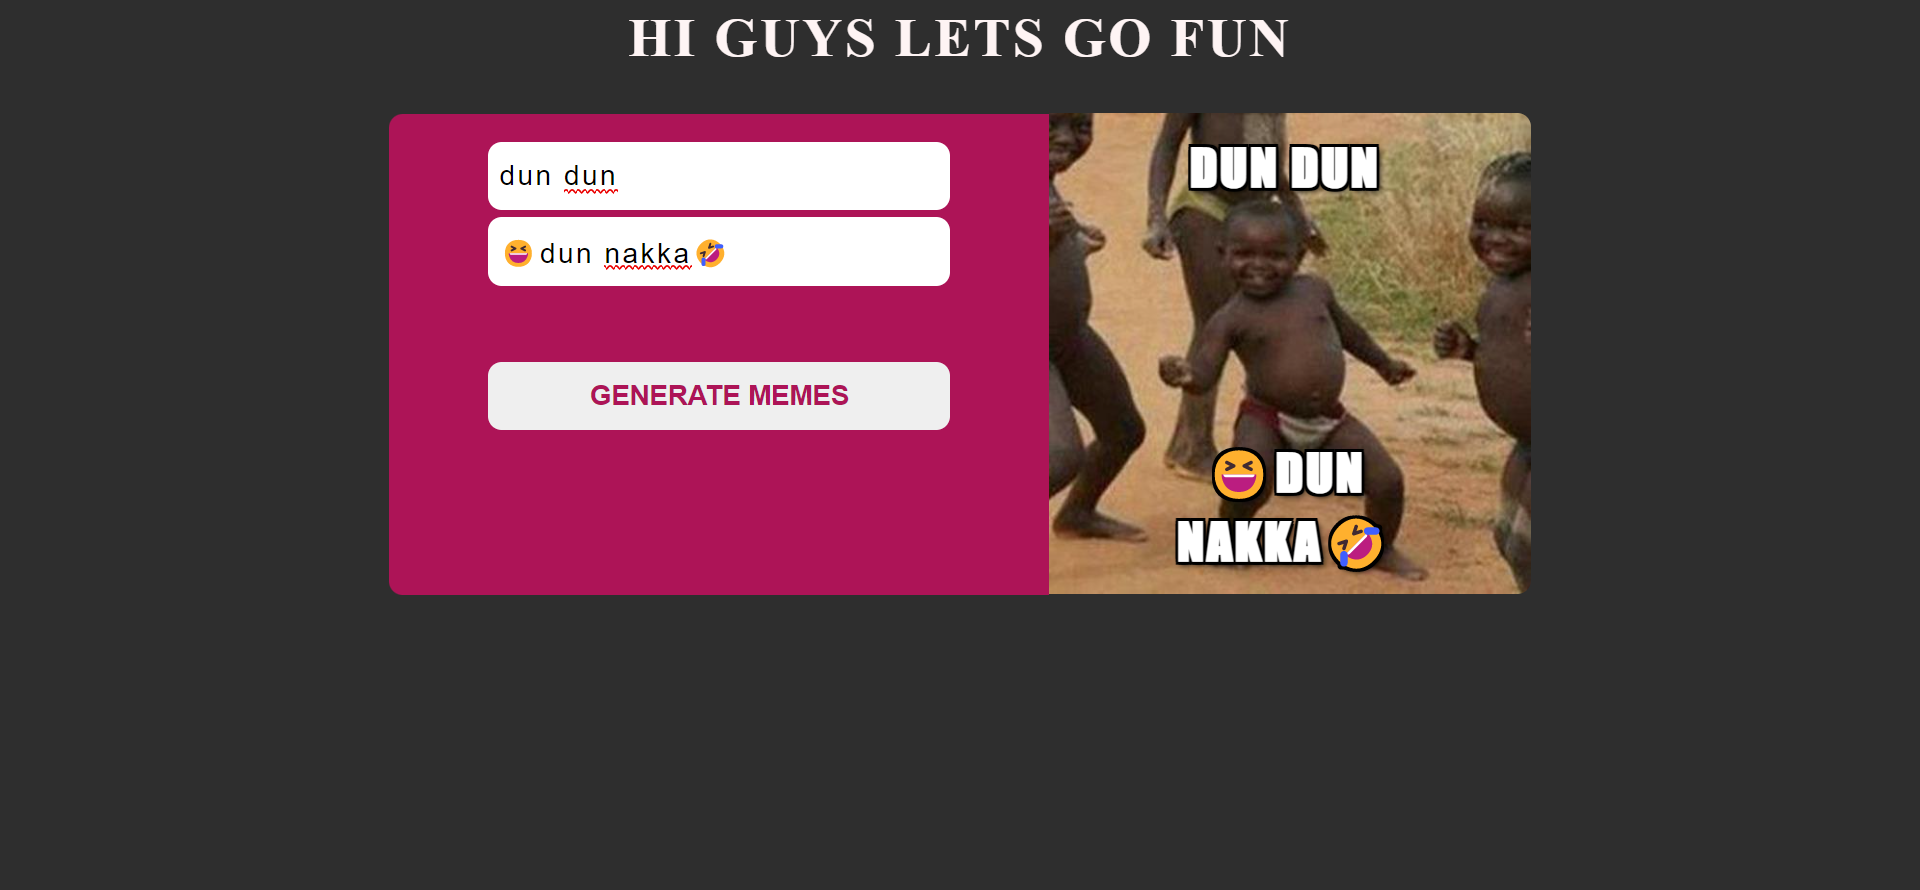 HI GUYS LETS GO FUN
dun dun
😆dun nakka🤣
GENERATE MEMES
DUN DUN
😆DUN
NAKKA🤣